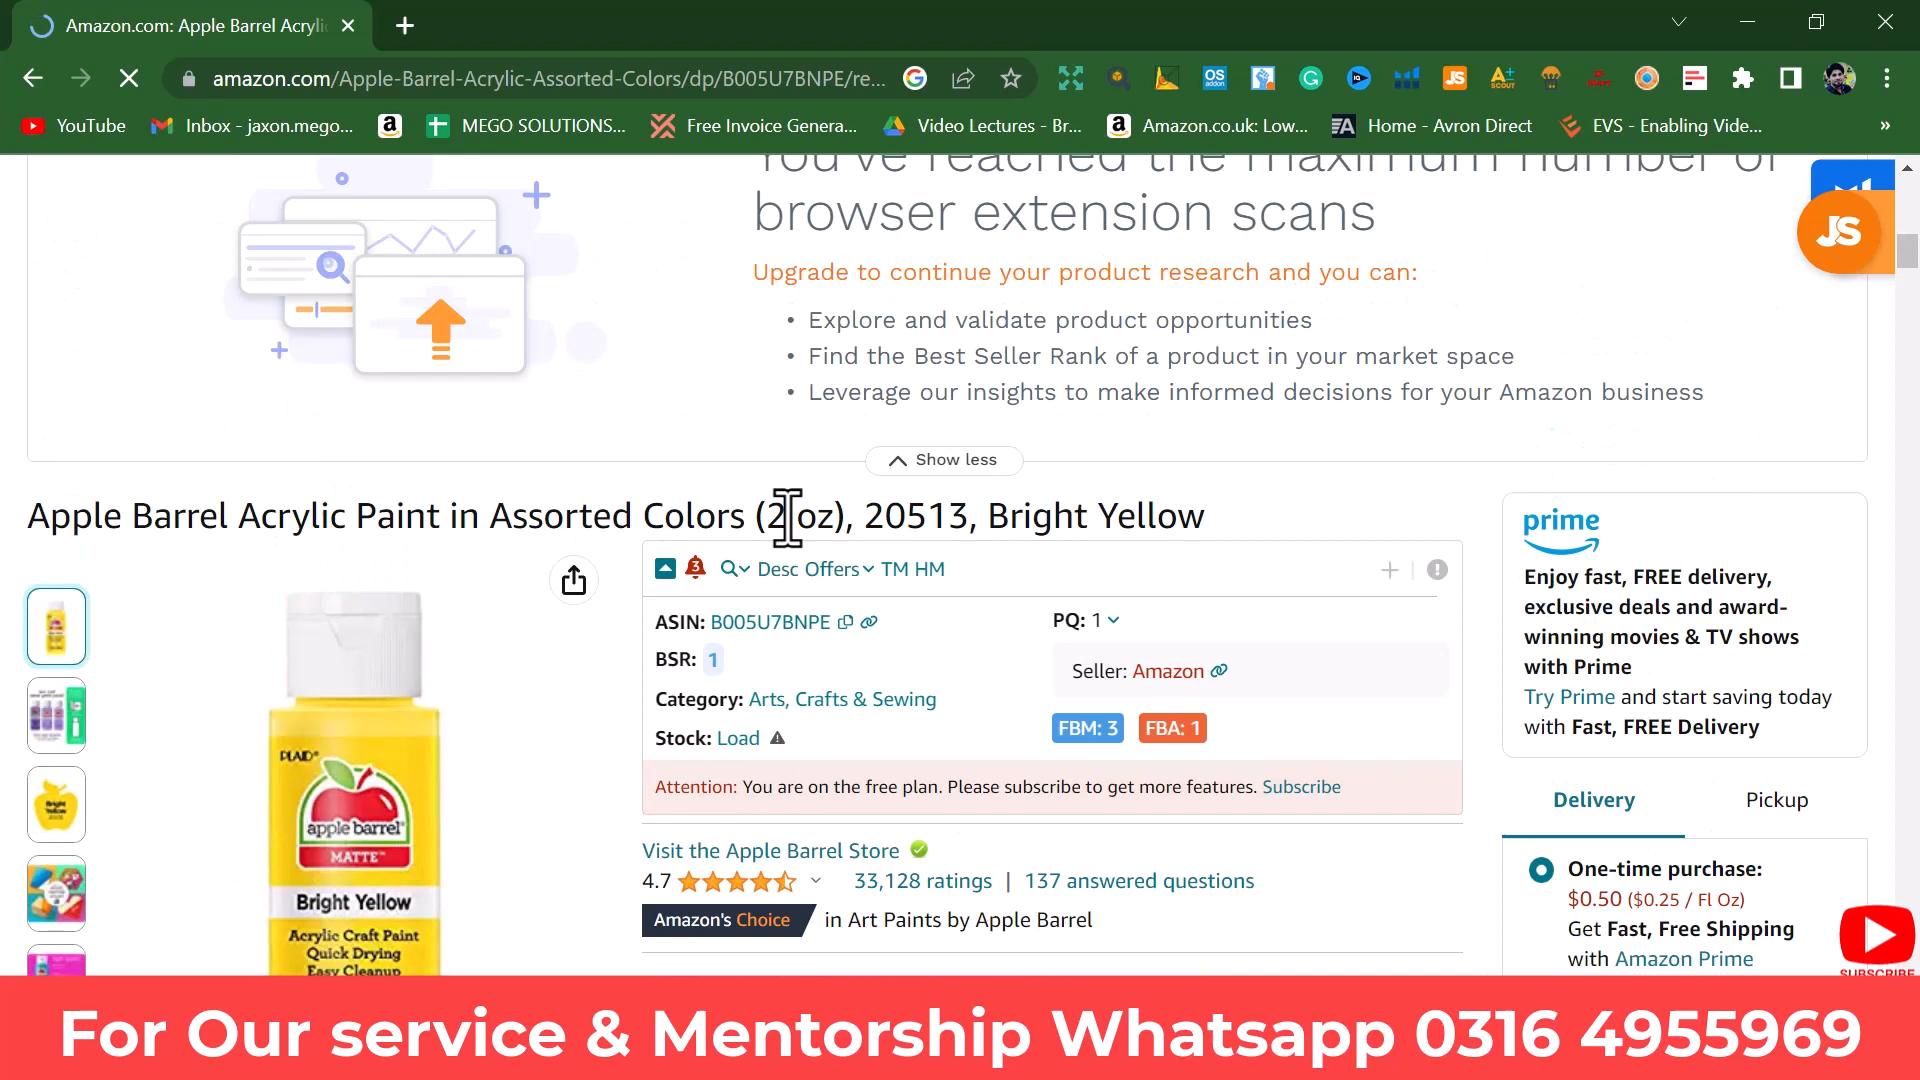 Amazon.com: Apple Barrel Acryli
amazon.com/Apple-Barrel-Acrylic-Assorted-Colors/dp/B005U7BNPE/re...
YouTube
Inbox - jaxon.mego...
MEGO SOLUTIONS...
Free Invoice Genera...
Video Lectures - Br...
Amazon.co.uk: Low...
Home - Avron Direct
EVS - Enabling Vide...
You've reached the maximum number of
browser extension scans
Upgrade to continue your product research and you can:
• Explore and validate product opportunities
• Find the Best Seller Rank of a product in your market space
• Leverage our insights to make informed decisions for your Amazon business
JS
Show less
Apple Barrel Acrylic Paint in Assorted Colors (2 oz), 20513, Bright Yellow
3 Desc Offers TM HM
ASIN: B005U7BNPE
PQ: 1
BSR: 1
Seller: Amazon
Category: Arts, Crafts & Sewing
FBM: 3 FBA: 1
Stock: Load
Attention: You are on the free plan. Please subscribe to get more features. Subscribe
Visit the Apple Barrel Store
4.7 33,128 ratings | 137 answered questions
Amazon's Choice in Art Paints by Apple Barrel
PLAID
apple barrel
MATTE
Bright Yellow
Acrylic Craft Paint
Quick Drying
Easy Cleanup
prime
Enjoy fast, FREE delivery,
exclusive deals and award-
winning movies & TV shows
with Prime
Try Prime and start saving today
with Fast, FREE Delivery
Delivery Pickup
One-time purchase:
$0.50 ($0.25 / Fl Oz)
Get Fast, Free Shipping
with Amazon Prime
SUBSCRIBE
For Our service & Mentorship Whatsapp 0316 4955969